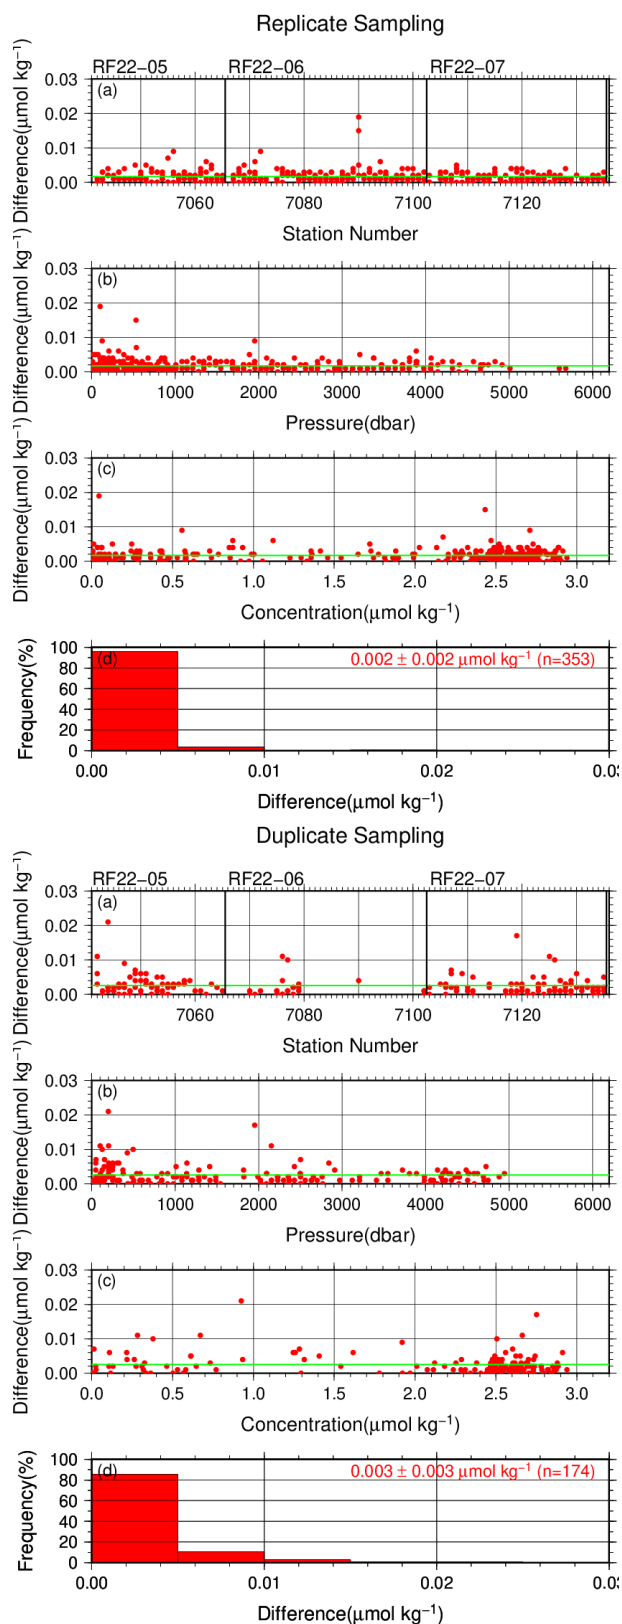 Replicate Sampling
RF22−05 RF22−06 RF22−07
(a)
0.03
0.02
0.01
0.00
Difference(μmol kg⁻¹)
7060 7080 7100 7120
Station Number
(b)
0.03
0.02
0.01
0.00
Difference(μmol kg⁻¹)
0 1000 2000 3000 4000 5000 6000
Pressure(dbar)
(c)
0.03
0.02
0.01
0.00
Difference(μmol kg⁻¹)
0.0 0.5 1.0 1.5 2.0 2.5 3.0
Concentration(μmol kg⁻¹)
(d)
0.002 ± 0.002 μmol kg⁻¹ (n=353)
100
80
60
40
20
0
Frequency(%)
0.00 0.01 0.02 0.03
Difference(μmol kg⁻¹)
Duplicate Sampling
RF22−05 RF22−06 RF22−07
(a)
0.03
0.02
0.01
0.00
Difference(μmol kg⁻¹)
7060 7080 7100 7120
Station Number
(b)
0.03
0.02
0.01
0.00
Difference(μmol kg⁻¹)
0 1000 2000 3000 4000 5000 6000
Pressure(dbar)
(c)
0.03
0.02
0.01
0.00
Difference(μmol kg⁻¹)
0.0 0.5 1.0 1.5 2.0 2.5 3.0
Concentration(μmol kg⁻¹)
(d)
0.003 ± 0.003 μmol kg⁻¹ (n=174)
100
80
60
40
20
0
Frequency(%)
0.00 0.01 0.02 0.03
Difference(μmol kg⁻¹)